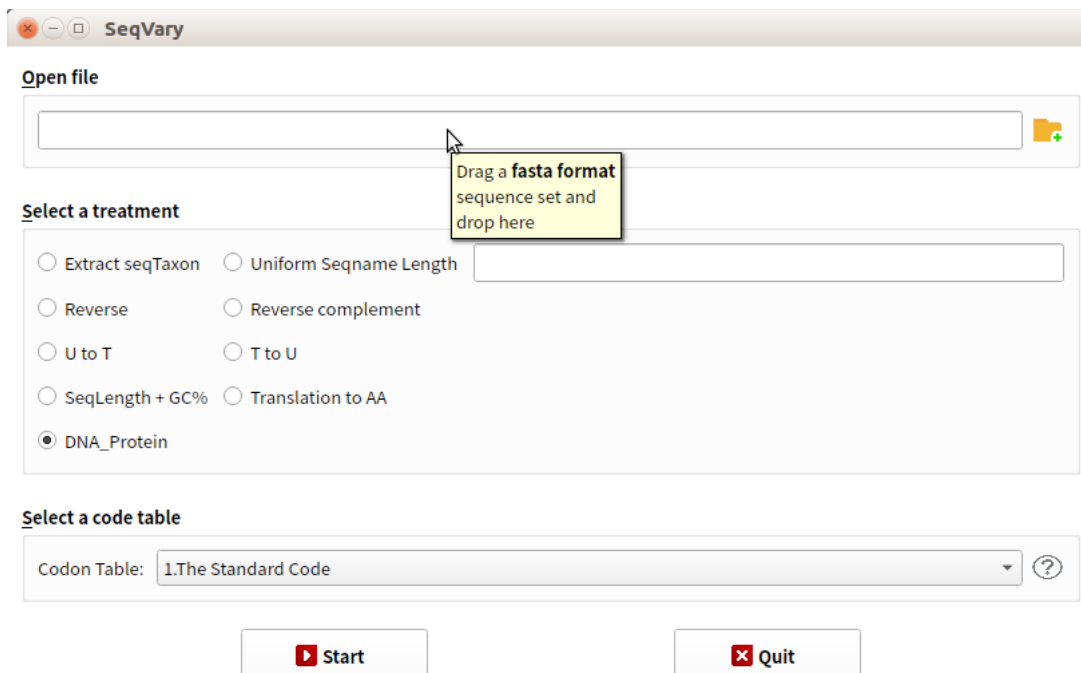 SeqVary
Open file
Drag a fasta format
sequence set and
drop here
Select a treatment
Extract seqTaxon
Uniform Seqname Length
Reverse
Reverse complement
U to T
T to U
SeqLength + GC%
Translation to AA
DNA_Protein
Select a code table
Codon Table:
1.The Standard Code
?
Start
Quit